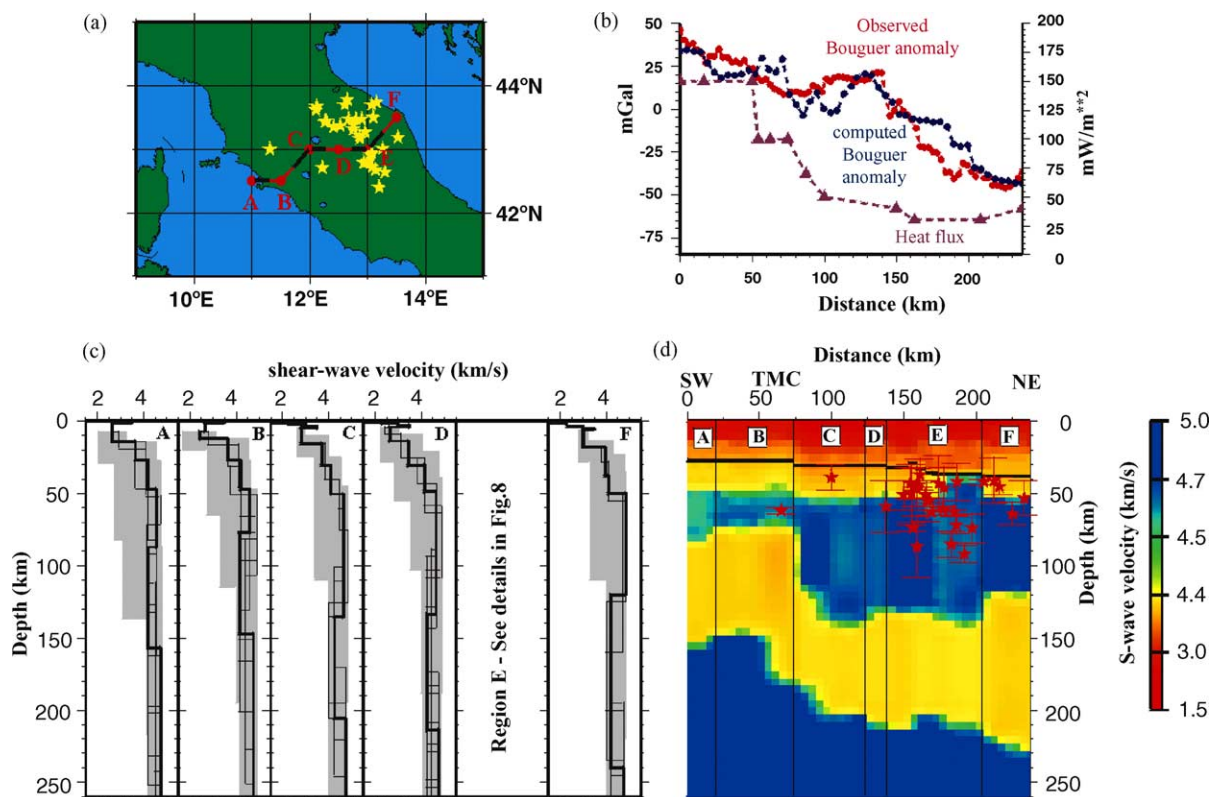 (a)
44°N
42°N
10°E 12°E 14°E
A B C D E F
(b)
Observed
Bouguer anomaly
computed
Bouguer
anomaly
Heat flux
mGal
50
25
0
-25
-50
-75
mW/m**2
200
175
150
125
100
75
50
25
0
0 50 100 150 200
Distance (km)
(c)
shear-wave velocity (km/s)
2 4 2 4 2 4 2 4 2 4
A B C D F
Region E - See details in Fig.8
Depth (km)
0
50
100
150
200
250
(d)
Distance (km)
SW TMC NE
0 50 100 150 200
A B C D E F
Depth (km)
0
50
100
150
200
250
S-wave velocity (km/s)
5.0
4.7
4.5
4.4
3.0
1.5